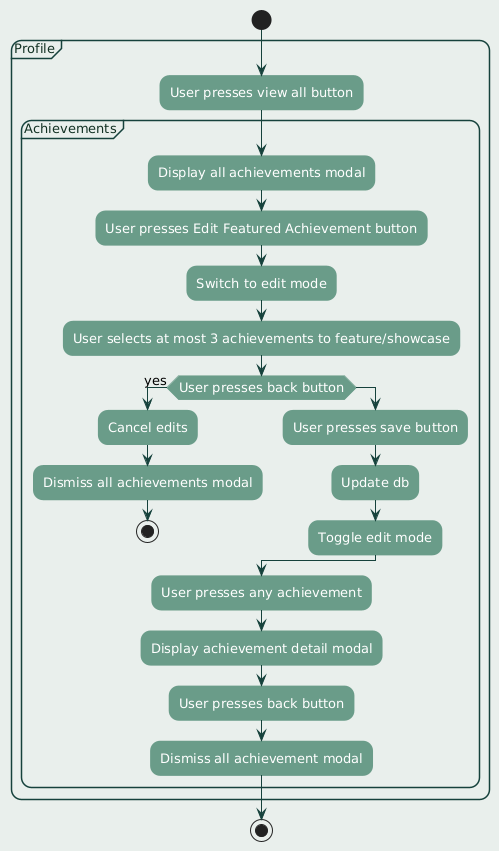 Profile
User presses view all button
Achievements
Display all achievements modal
User presses Edit Featured Achievement button
Switch to edit mode
User selects at most 3 achievements to feature/showcase
yes
User presses back button
Cancel edits
User presses save button
Dismiss all achievements modal
Update db
Toggle edit mode
User presses any achievement
Display achievement detail modal
User presses back button
Dismiss all achievement modal